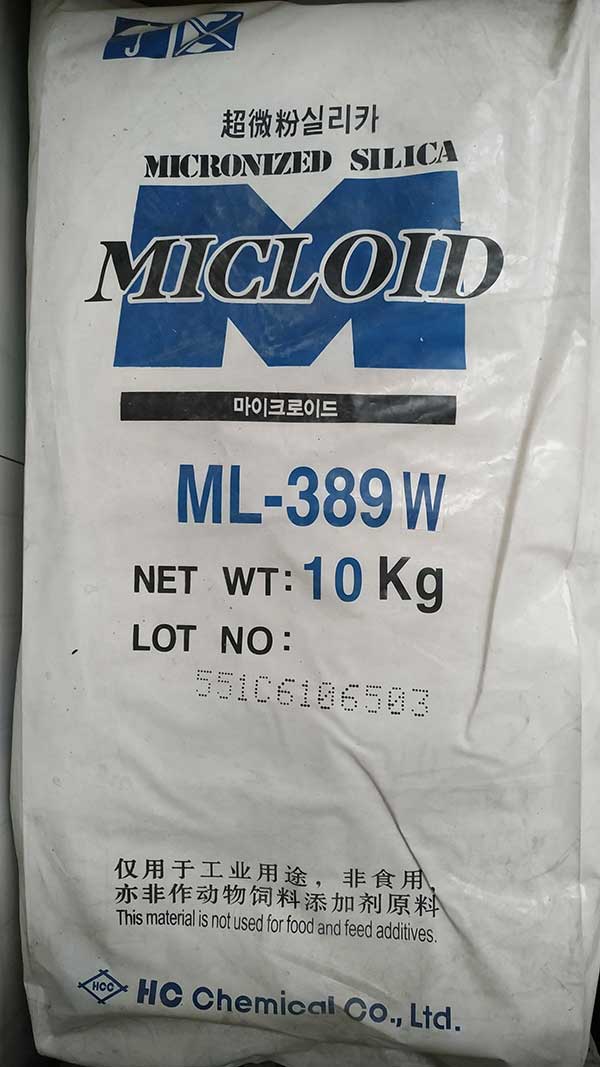 超微粉실리카
MICRONIZED SILICA
MICLOID
마이크로이드
ML-389W
NET WT: 10 Kg
LOT NO:
551C6106503
仅用于工业用途，非食用，
亦非作动物饲料添加剂原料
This material is not used for food and feed additives.
HCC HC Chemical Co., Ltd.